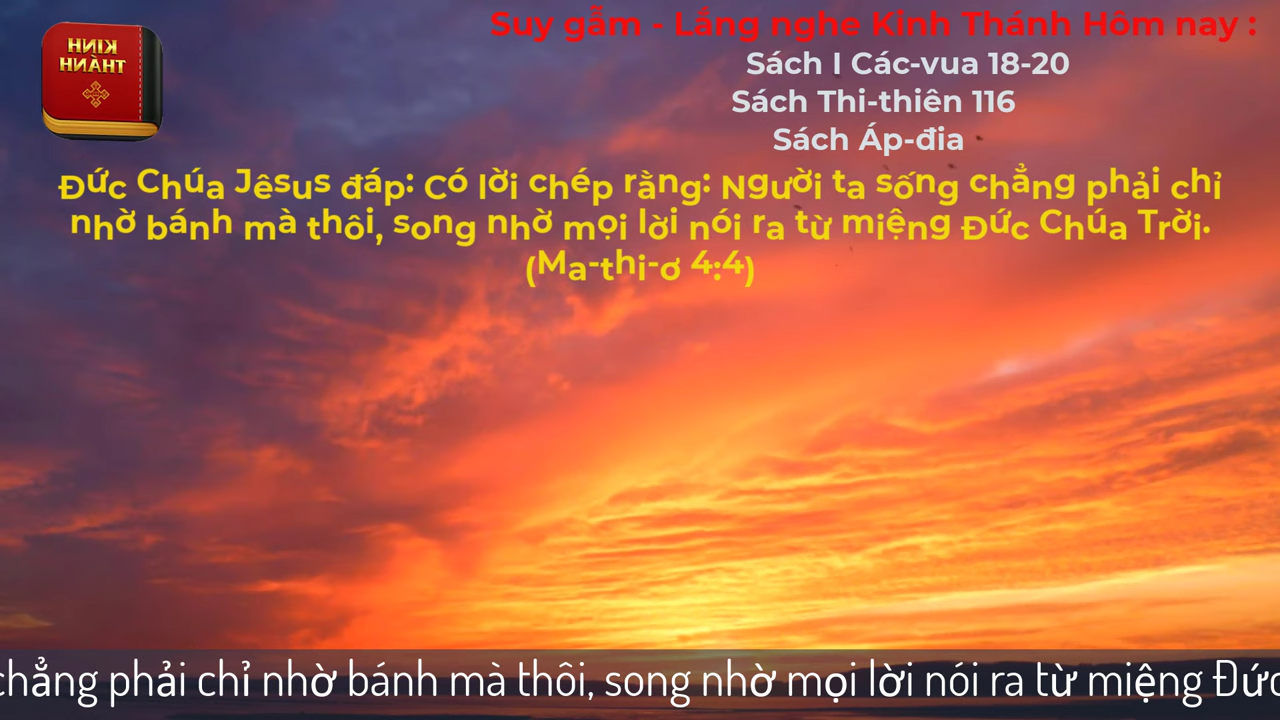 KINH
THÁNH
Suy gẫm - Lắng nghe Kinh Thánh Hôm nay :
Sách I Các-vua 18-20
Sách Thi-thiên 116
Sách Áp-đia
Đức Chúa Jêsus đáp: Có lời chép rằng: Người ta sống chẳng phải chỉ
nhờ bánh mà thôi, song nhờ mọi lời nói ra từ miệng Đức Chúa Trời.
(Ma-thi-ơ 4:4)
chẳng phải chỉ nhờ bánh mà thôi, song nhờ mọi lời nói ra từ miệng Đức